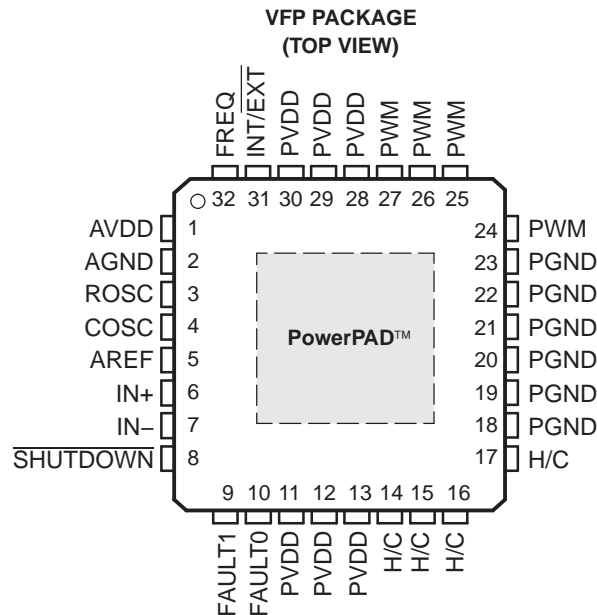 VFP PACKAGE
(TOP VIEW)
FREQ
INT/EXT
PVDD
PVDD
PVDD
PWM
PWM
PWM
32 31 30 29 28 27 26 25
AVDD 1
AGND 2
ROSC 3
COSC 4
AREF 5
IN+ 6
IN− 7
SHUTDOWN 8
PowerPAD™
24 PWM
23 PGND
22 PGND
21 PGND
20 PGND
19 PGND
18 PGND
17 H/C
9 10 11 12 13 14 15 16
FAULT1
FAULT0
PVDD
PVDD
PVDD
H/C
H/C
H/C